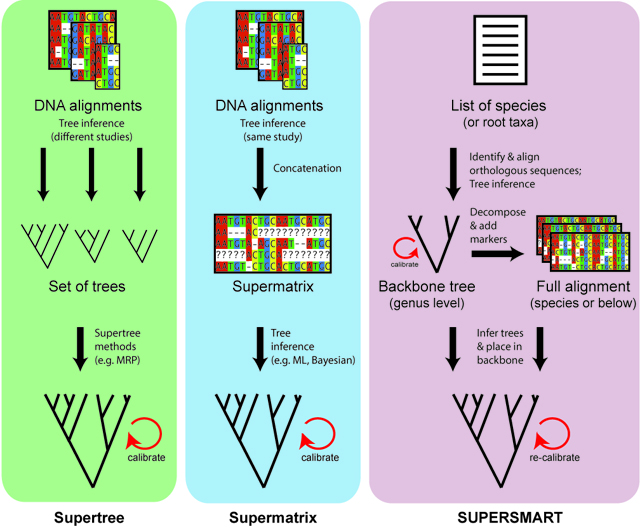 DNA alignments
Tree inference
(different studies)
Set of trees
Supertree
methods
(e.g. MRP)
calibrate
Supertree
DNA alignments
Tree inference
(same study)
Concatenation
Supermatrix
Tree
inference
(e.g. ML, Bayesian)
calibrate
Supermatrix
List of species
(or root taxa)
Identify & align
orthologous sequences;
Tree inference
calibrate
Decompose
& add
markers
Backbone tree
(genus level)
Full alignment
(species or below)
Infer trees
& place in
backbone
re-calibrate
SUPERSMART